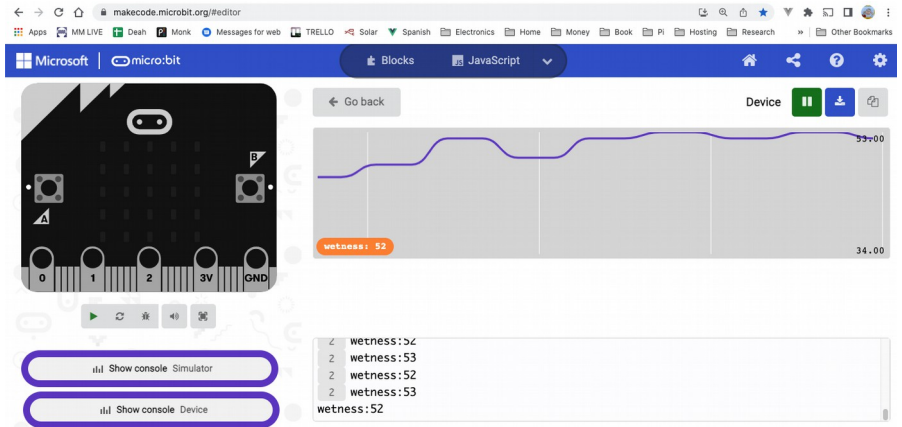 makecode.microbit.org/#editor
Apps MM LIVE Deah Monk Messages for web TRELLO Solar Spanish Electronics Home Money Book Pi Hosting Research » Other Bookmarks
Microsoft micro:bit Blocks JavaScript
Go back Device
53.00
B
A
wetness: 52
34.00
0 1 2 3V GND
2 wetness:52
2 wetness:53
2 wetness:52
2 wetness:53
wetness:52
Show console Simulator
Show console Device